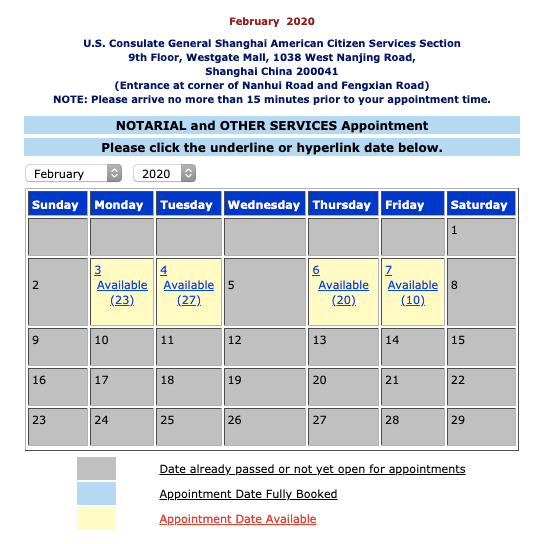 February 2020
U.S. Consulate General Shanghai American Citizen Services Section
9th Floor, Westgate Mall, 1038 West Nanjing Road,
Shanghai China 200041
(Entrance at corner of Nanhui Road and Fengxian Road)
NOTE: Please arrive no more than 15 minutes prior to your appointment time.
NOTARIAL and OTHER SERVICES Appointment
Please click the underline or hyperlink date below.
February 2020
Sunday Monday Tuesday Wednesday Thursday Friday Saturday
1
2 3 Available (23) 4 Available (27) 5 6 Available (20) 7 Available (10) 8
9 10 11 12 13 14 15
16 17 18 19 20 21 22
23 24 25 26 27 28 29
Date already passed or not yet open for appointments
Appointment Date Fully Booked
Appointment Date Available